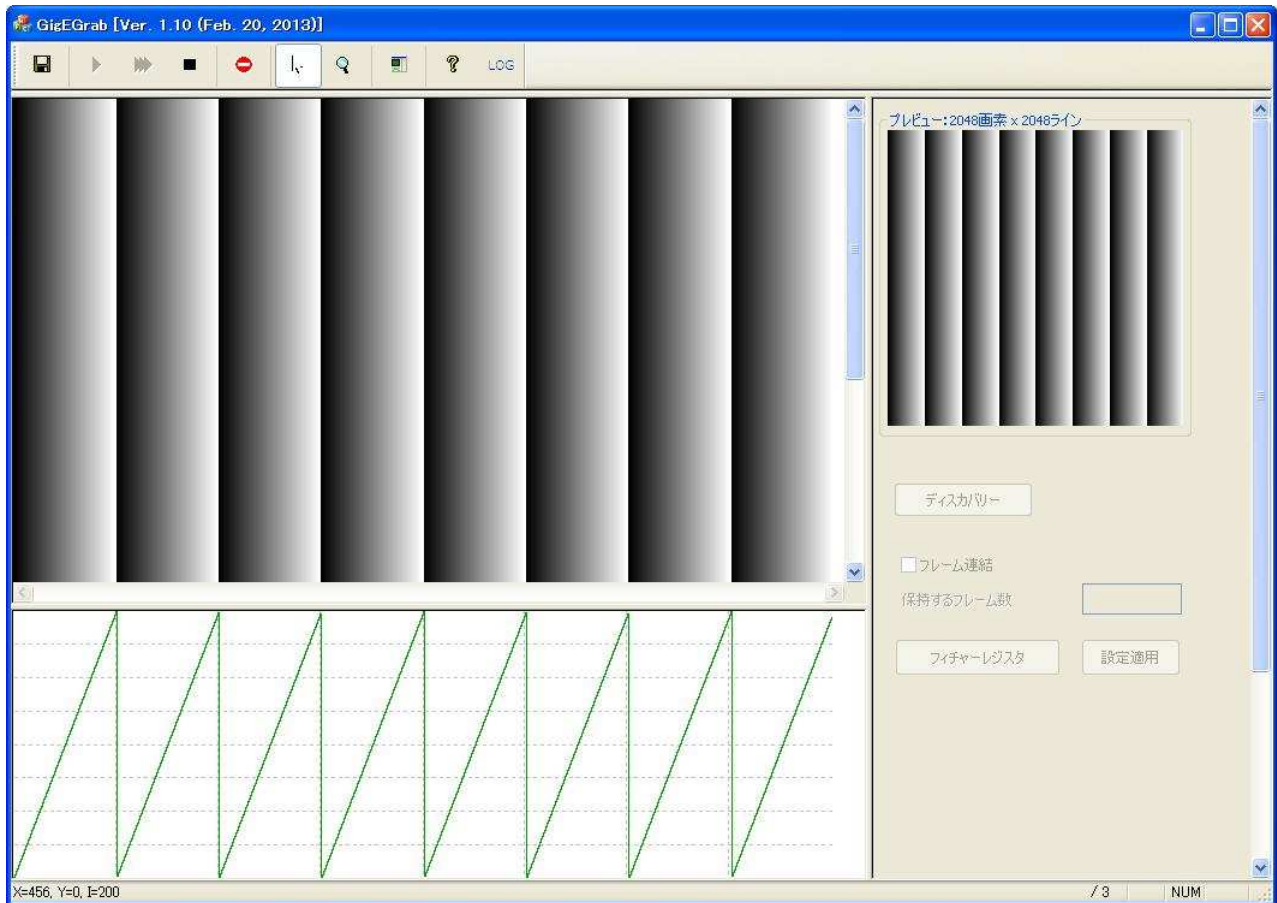 GigEGrab [Ver. 1.10 (Feb. 20, 2013)]
LOG
プレビュー:2048画素 x 2048ライン
ディスカバリー
フレーム連結
保持するフレーム数
フィチャーレジスタ
設定適用
X=456, Y=0, I=200
/ 3
NUM